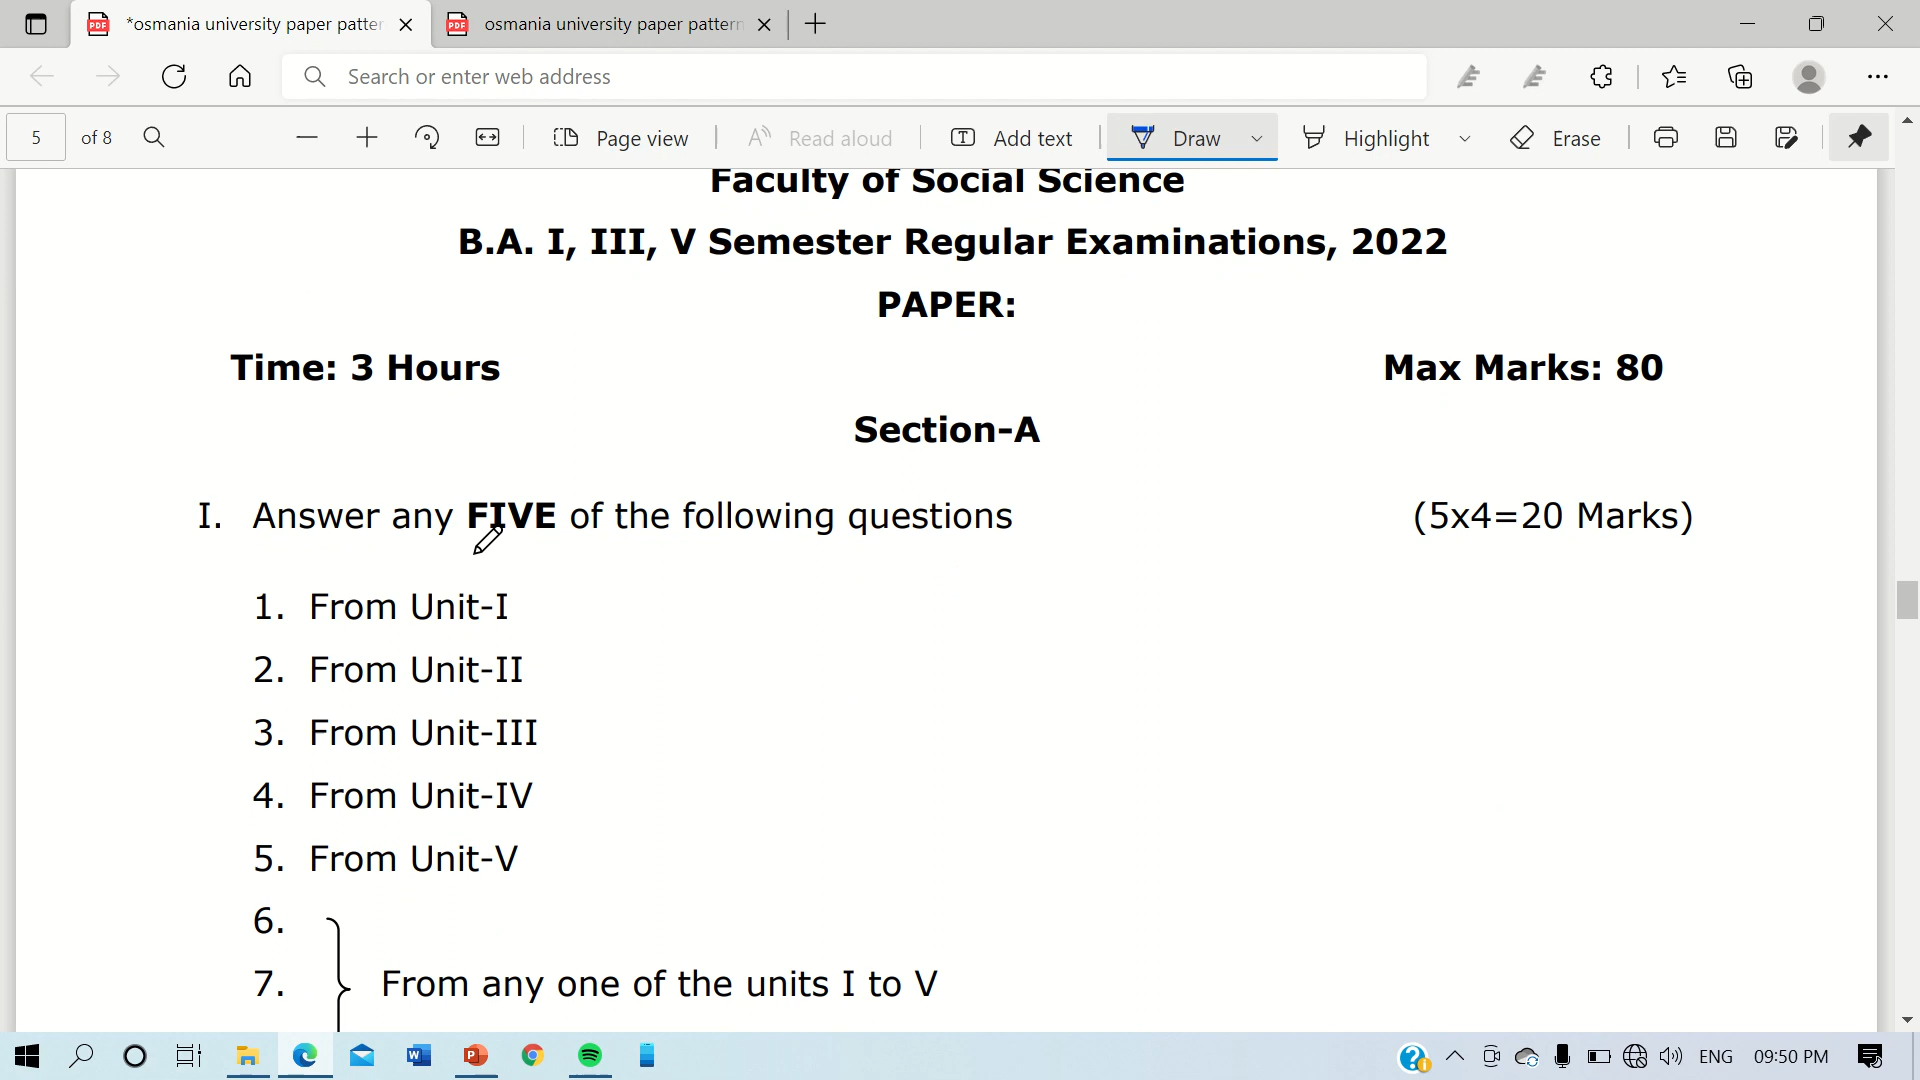 *osmania university paper patter
osmania university paper pattern
Search or enter web address
5 of 8
Page view
Read aloud
Add text
Draw
Highlight
Erase
Faculty of Social Science
B.A. I, III, V Semester Regular Examinations, 2022
PAPER:
Time: 3 Hours Max Marks: 80
Section-A
I. Answer any FIVE of the following questions (5x4=20 Marks)
1. From Unit-I
2. From Unit-II
3. From Unit-III
4. From Unit-IV
5. From Unit-V
6.
7. From any one of the units I to V
ENG 09:50 PM